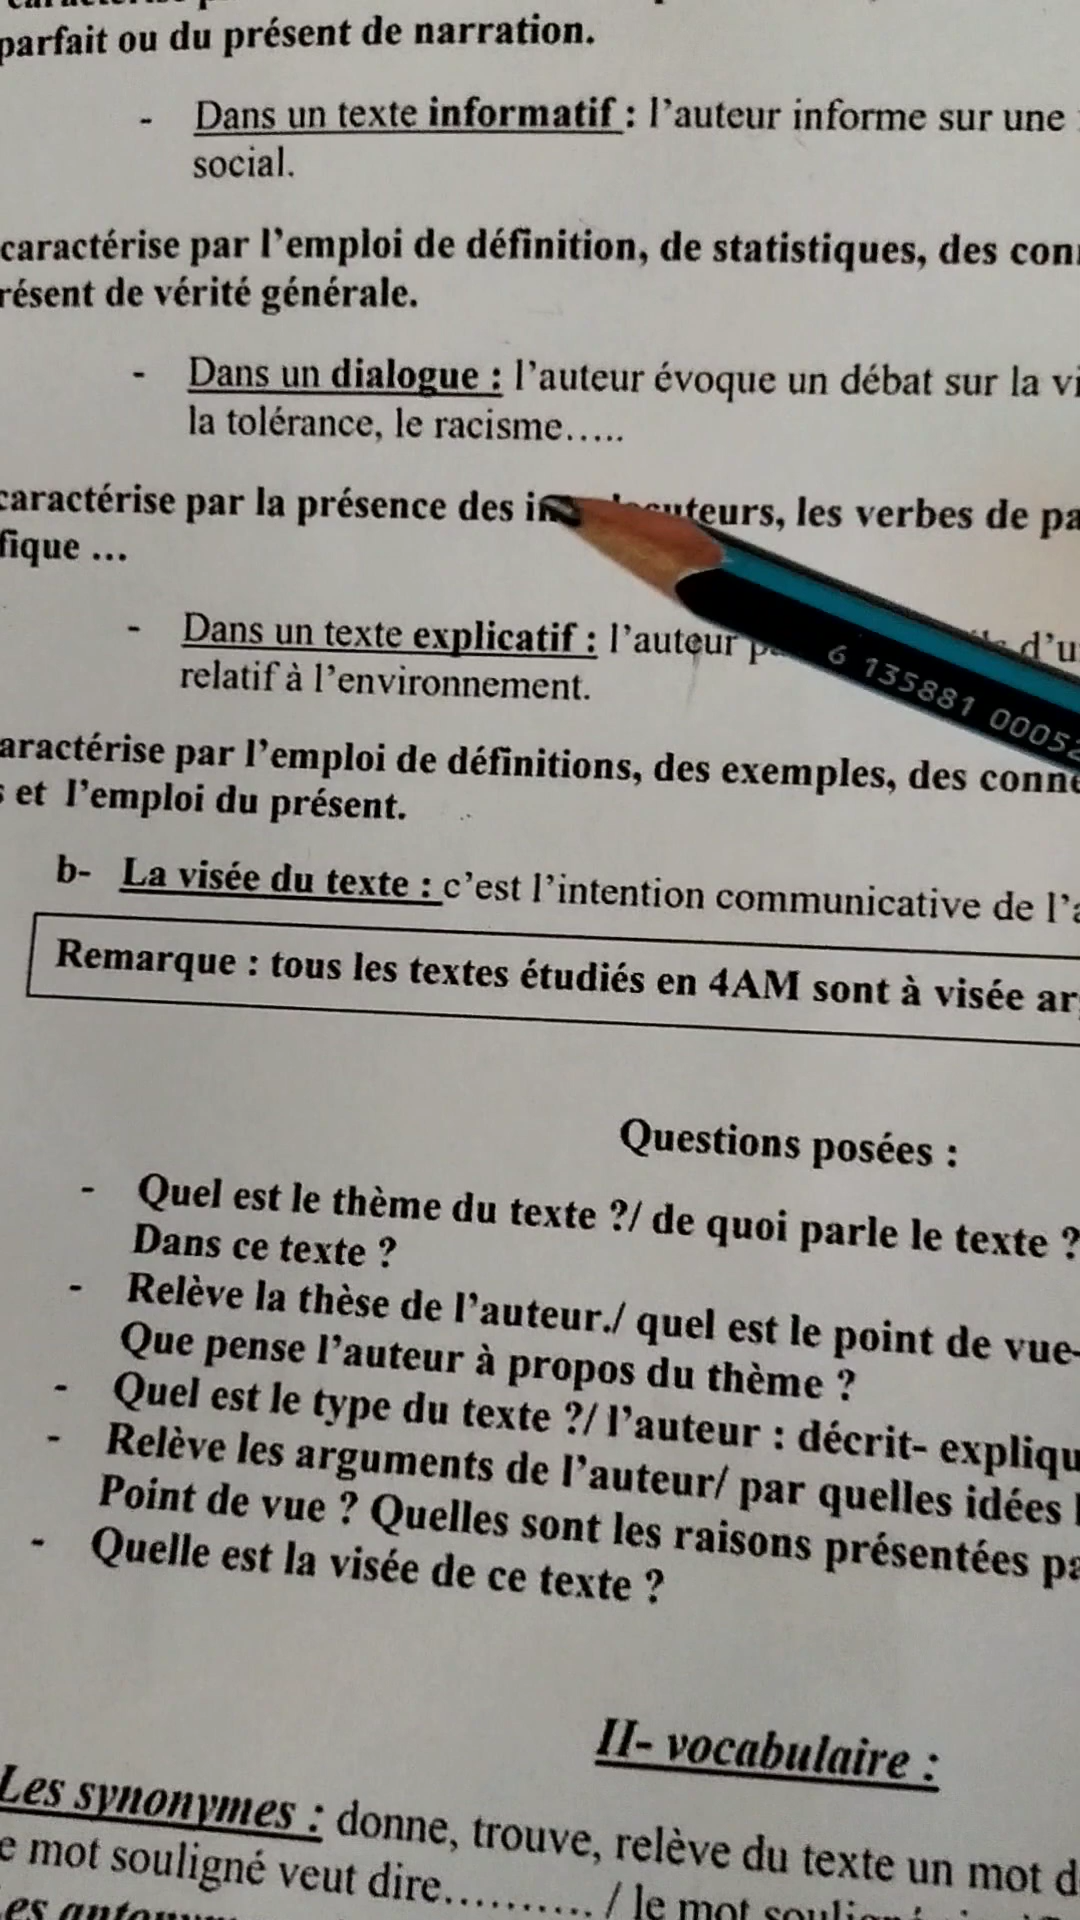 parfait ou du présent de narration.
- Dans un texte informatif : l'auteur informe sur une
social.
caractérise par l'emploi de définition, de statistiques, des con
résent de vérité générale.
- Dans un dialogue : l'auteur évoque un débat sur la vi
la tolérance, le racisme.....
caractérise par la présence des in cuteurs, les verbes de pa
fique ...
- Dans un texte explicatif : l'auteur p d'u
relatif à l'environnement.
6 135881 00052
aractérise par l'emploi de définitions, des exemples, des conne
s et l'emploi du présent.
b- La visée du texte : c'est l'intention communicative de l'a
Remarque : tous les textes étudiés en 4AM sont à visée ar
Questions posées :
- Quel est le thème du texte ?/ de quoi parle le texte ?
Dans ce texte ?
- Relève la thèse de l'auteur./ quel est le point de vue-
Que pense l'auteur à propos du thème ?
- Quel est le type du texte ?/ l'auteur : décrit- expliqu
- Relève les arguments de l'auteur/ par quelles idées l
Point de vue ? Quelles sont les raisons présentées pa
- Quelle est la visée de ce texte ?
II- vocabulaire :
Les synonymes : donne, trouve, relève du texte un mot d
e mot souligné veut dire.......... / le mot